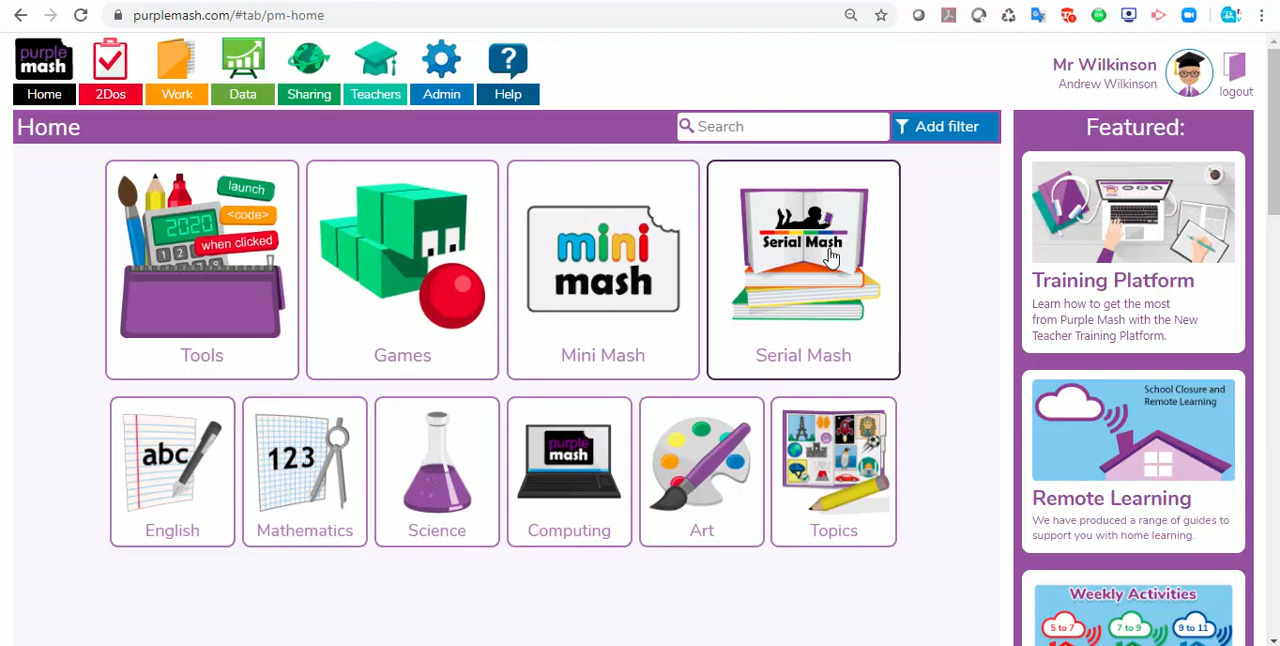 purplemash.com/#tab/pm-home
purple
mash
Home
2Dos
Work
Data
Sharing
Teachers
Admin
?
Help
Mr Wilkinson
Andrew Wilkinson
logout
Home
Search
Add filter
Featured:
launch
2020
<code>
when clicked
Tools
Games
mini
mash
Mini Mash
Serial Mash
Serial Mash
Training Platform
Learn how to get the most
from Purple Mash with the New
Teacher Training Platform.
School Closure and
Remote Learning
Remote Learning
We have produced a range of guides to
support you with home learning.
abc
English
123
Mathematics
Science
purple
mash
Computing
Art
Topics
Weekly Activities
5 to 7
7 to 9
9 to 11